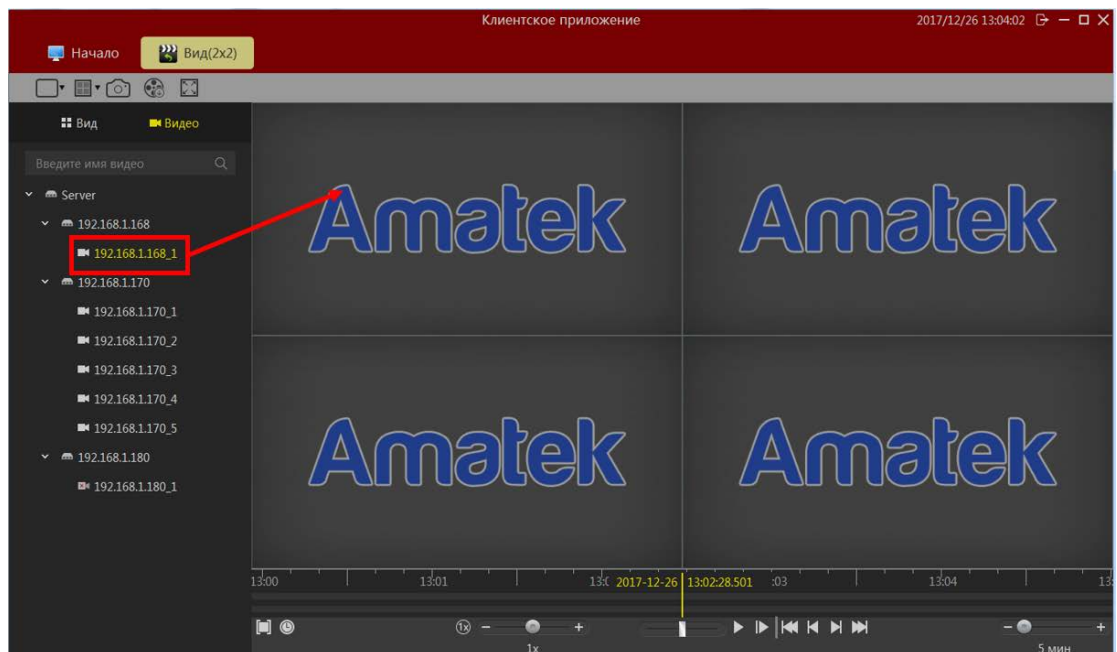 Клиентское приложение
2017/12/26 13:04:02
Начало
Вид(2x2)
Вид
Видео
Введите имя видео
Server
192.168.1.168
192.168.1.168_1
192.168.1.170
192.168.1.170_1
192.168.1.170_2
192.168.1.170_3
192.168.1.170_4
192.168.1.170_5
192.168.1.180
192.168.1.180_1
Amatek Amatek
Amatek Amatek
13:00 13:01 2017-12-26 13:02:28.501 :03 13:04
1x
1x
5 мин